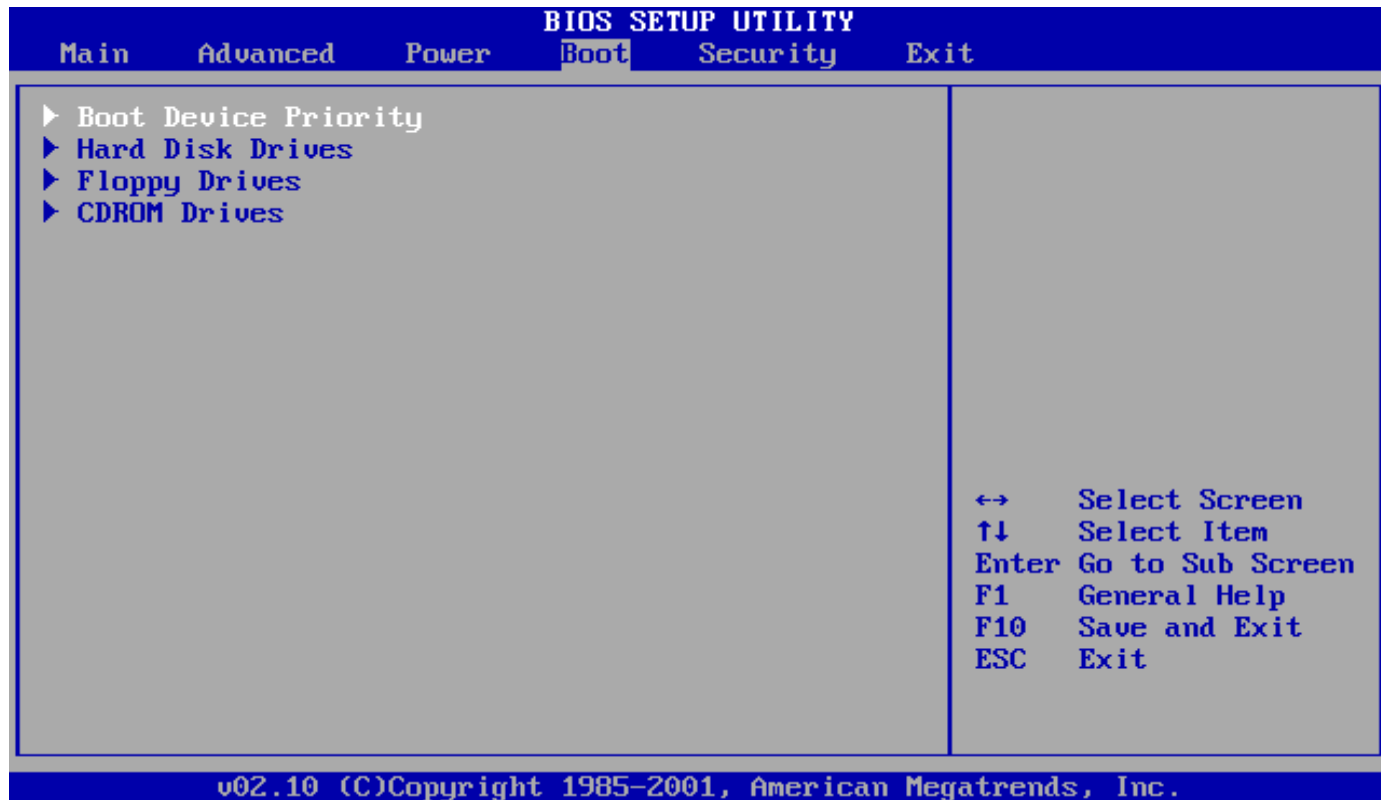 BIOS SETUP UTILITY
Main Advanced Power Boot Security Exit
Boot Device Priority
Hard Disk Drives
Floppy Drives
CDROM Drives
←→ Select Screen
↑↓ Select Item
Enter Go to Sub Screen
F1 General Help
F10 Save and Exit
ESC Exit
v02.10 (C)Copyright 1985-2001, American Megatrends, Inc.